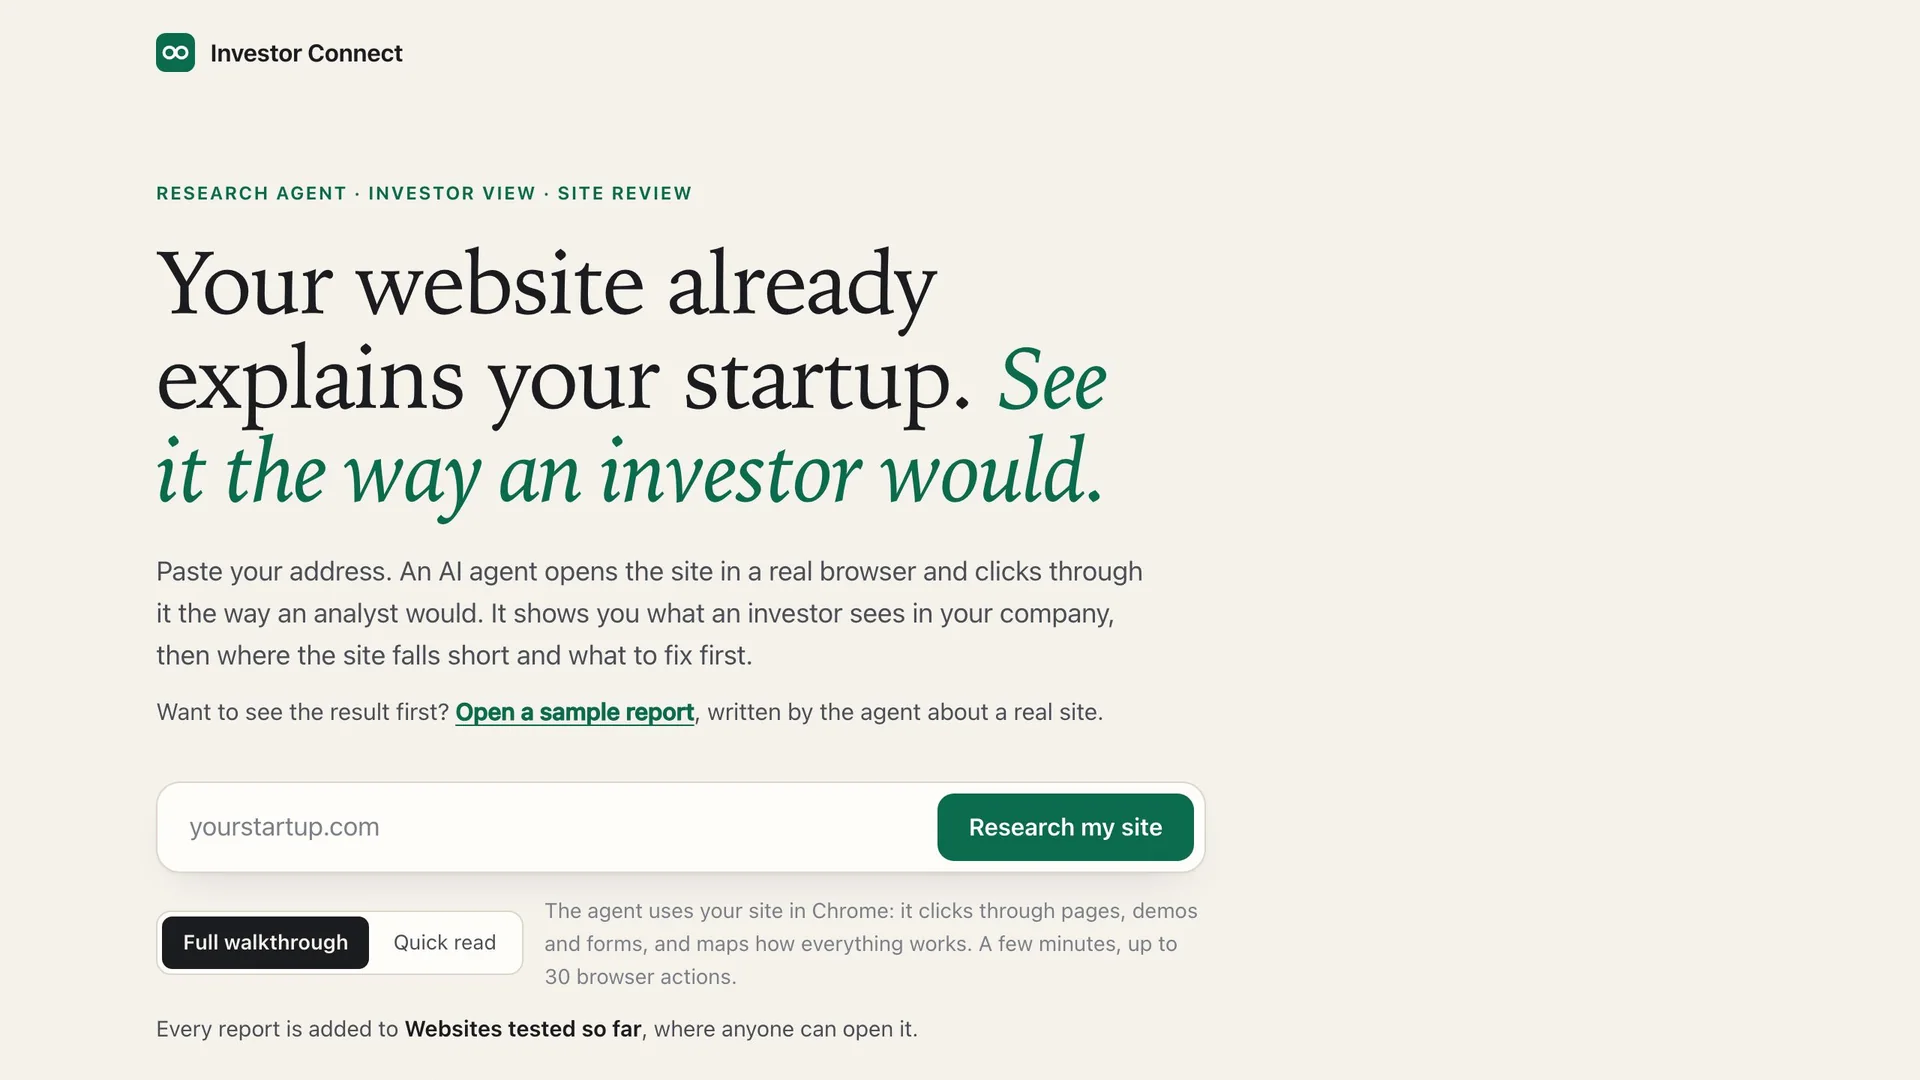 Investor Connect
RESEARCH AGENT · INVESTOR VIEW · SITE REVIEW
Your website already
explains your startup. See
it the way an investor would.
Paste your address. An AI agent opens the site in a real browser and clicks through
it the way an analyst would. It shows you what an investor sees in your company,
then where the site falls short and what to fix first.
Want to see the result first? Open a sample report, written by the agent about a real site.
yourstartup.com
Research my site
Full walkthrough
Quick read
The agent uses your site in Chrome: it clicks through pages, demos
and forms, and maps how everything works. A few minutes, up to
30 browser actions.
Every report is added to Websites tested so far, where anyone can open it.